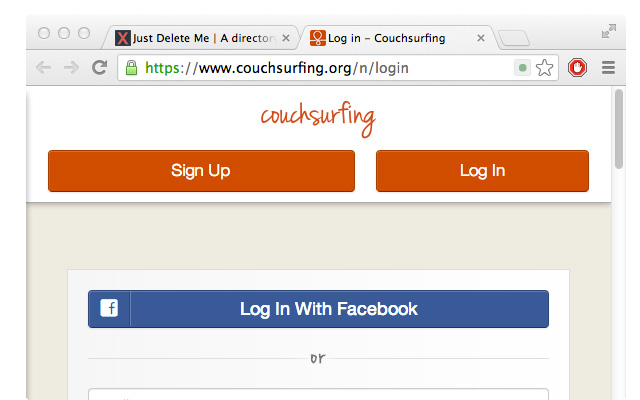 Just Delete Me | A director
Log in – Couchsurfing
https://www.couchsurfing.org/n/login
couchsurfing
Sign Up
Log In
f
Log In With Facebook
or